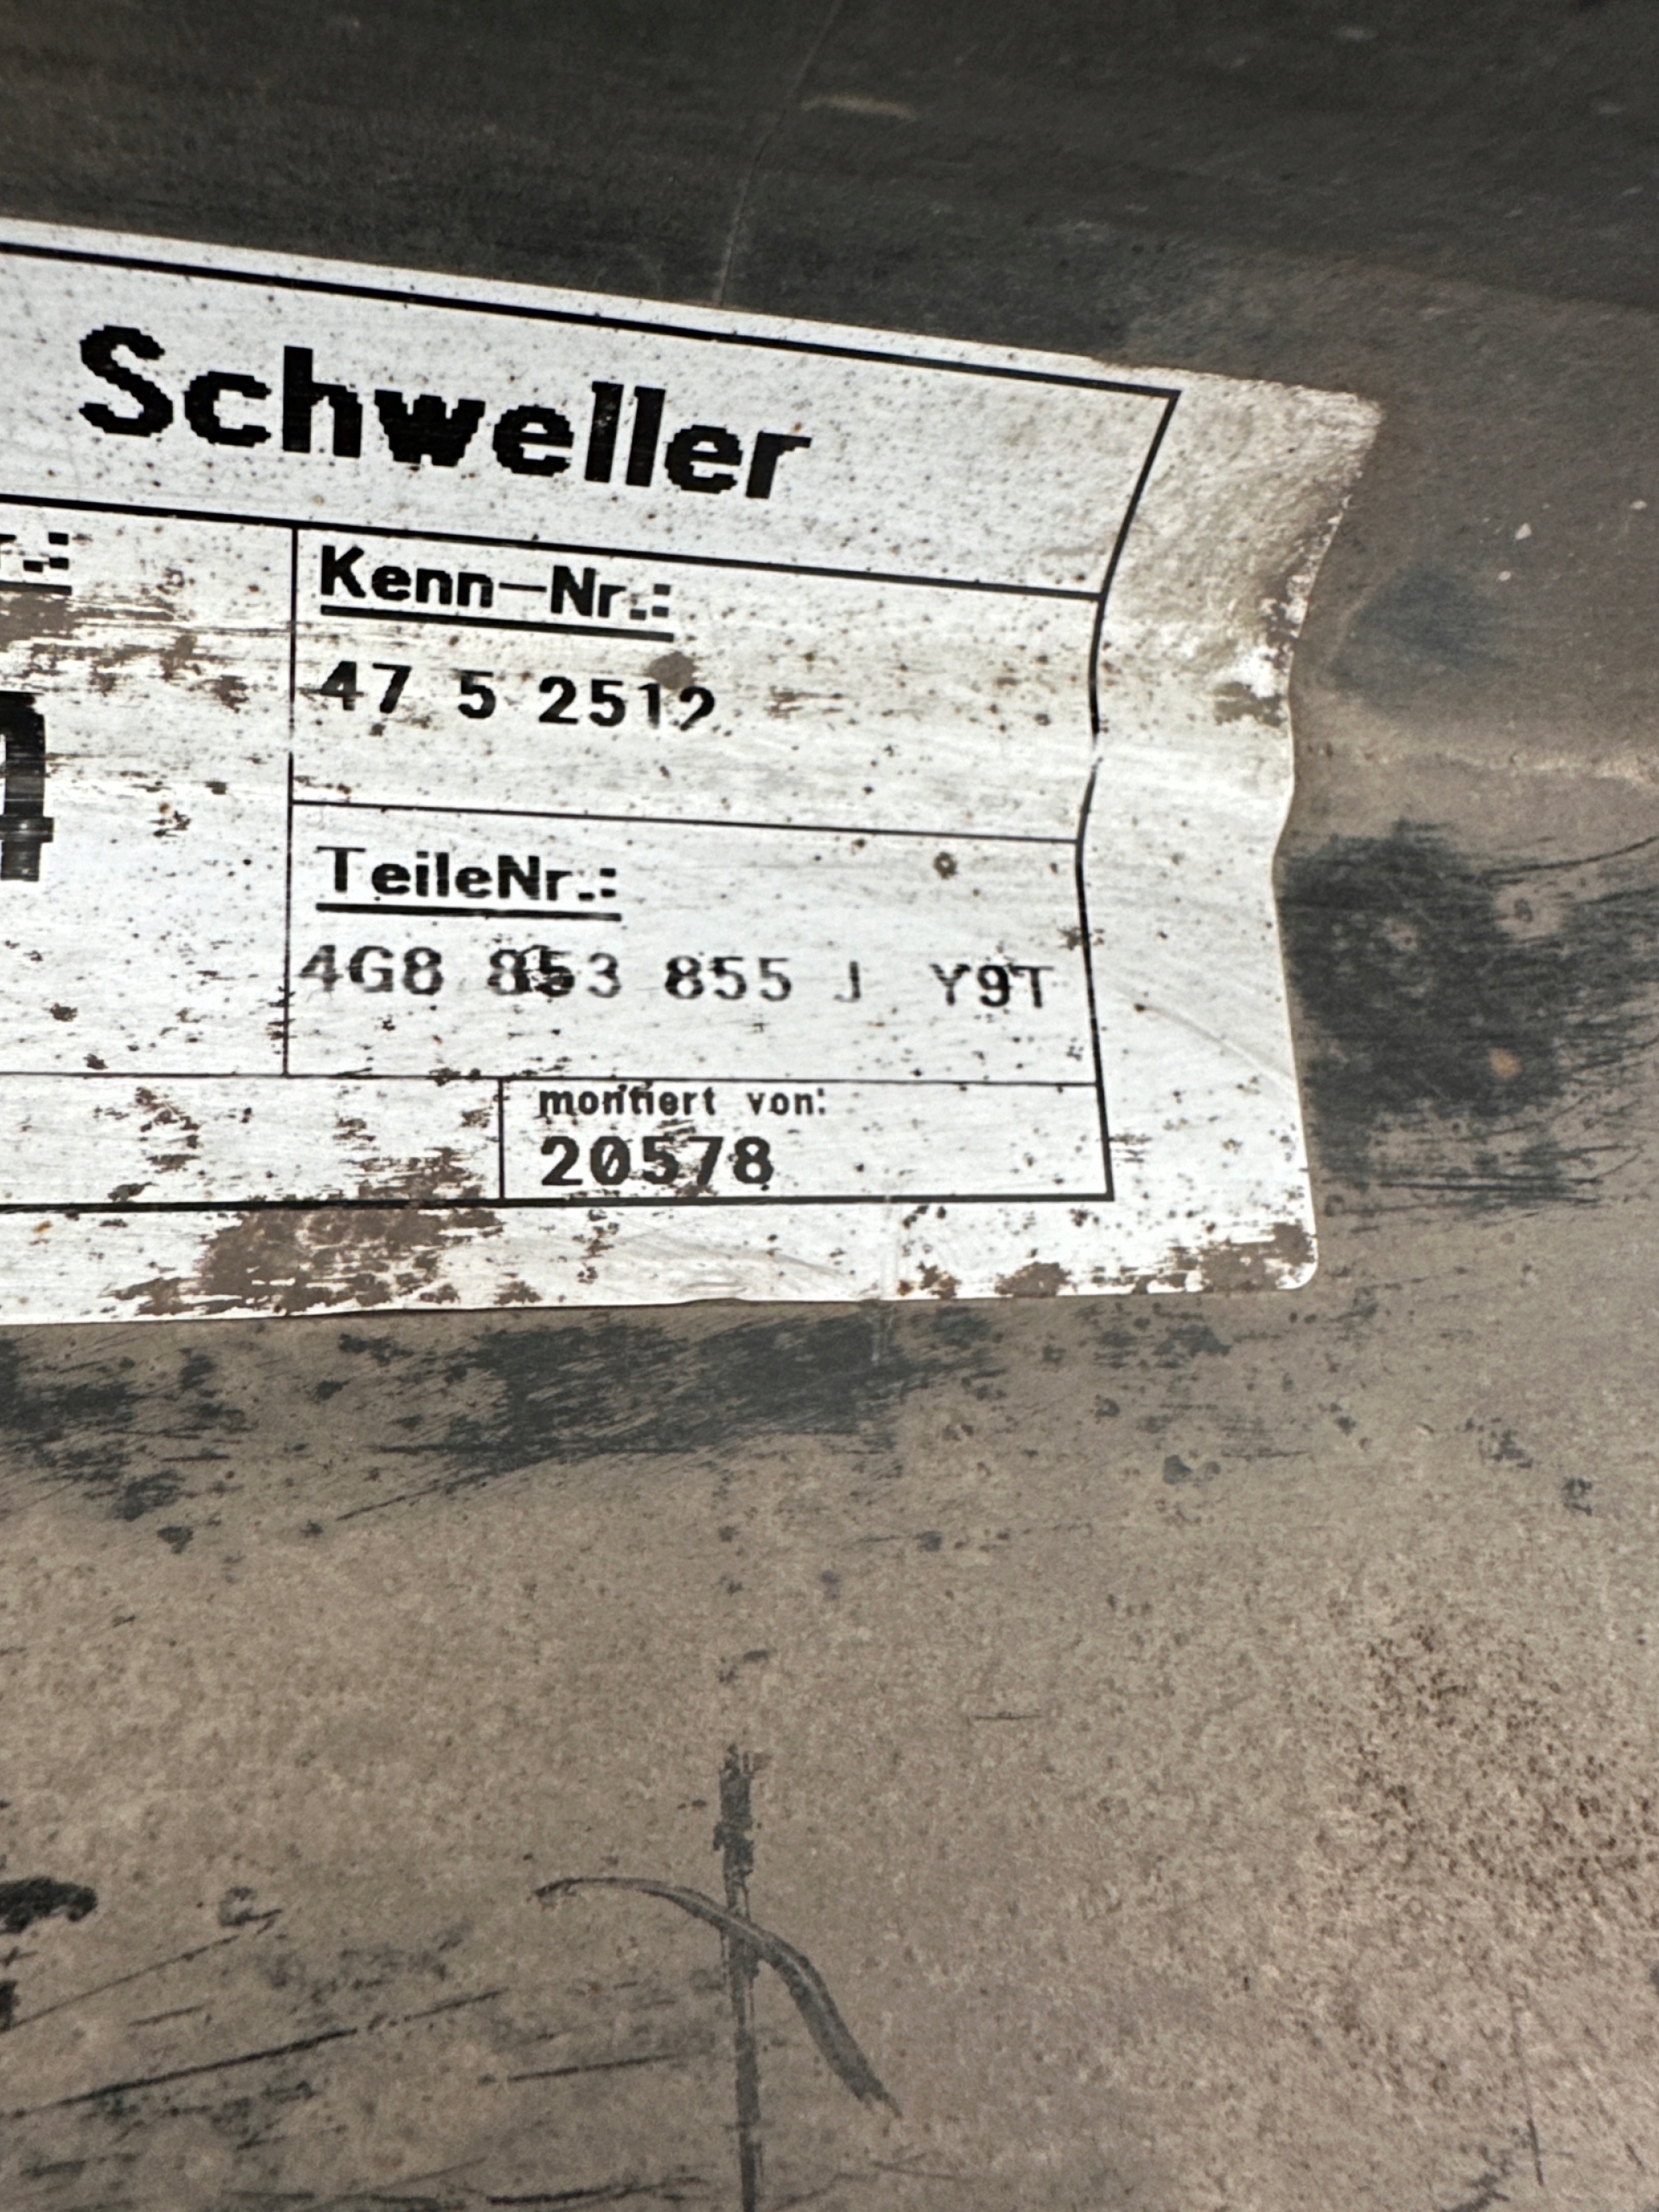 Schweller
Kenn-Nr.:
47 5 2512
TeileNr.:
4G8 853 855 J Y9T
montiert von:
20578